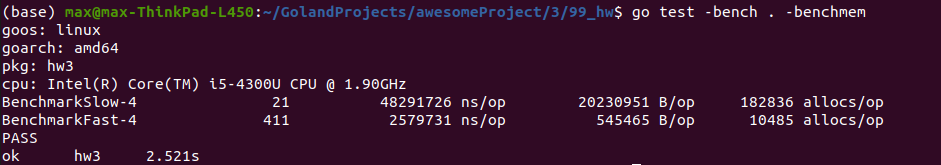 (base) max@max-ThinkPad-L450:~/GolandProjects/awesomeProject/3/99_hw$ go test -bench . -benchmem
goos: linux
goarch: amd64
pkg: hw3
cpu: Intel(R) Core(TM) i5-4300U CPU @ 1.90GHz
BenchmarkSlow-4 21 48291726 ns/op 20230951 B/op 182836 allocs/op
BenchmarkFast-4 411 2579731 ns/op 545465 B/op 10485 allocs/op
PASS
ok hw3 2.521s